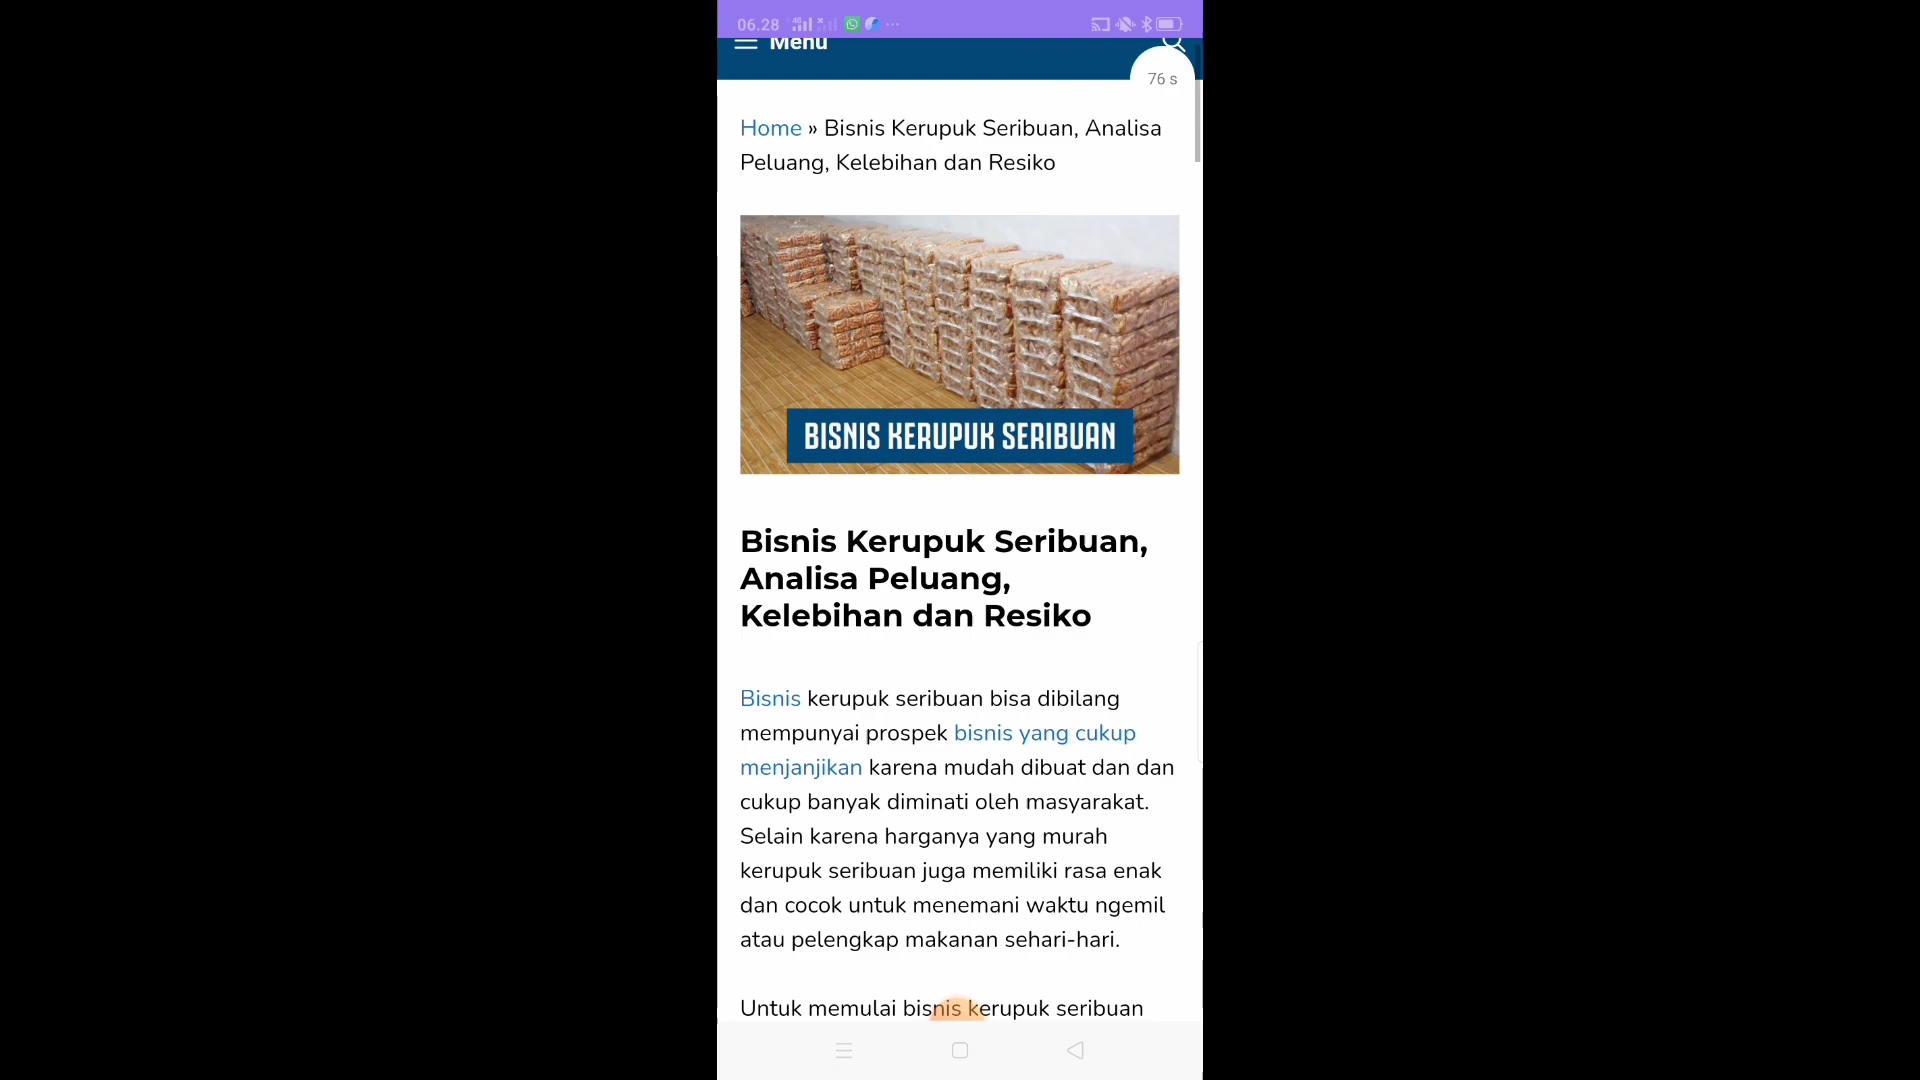 06.28
Menu
76 s
Home » Bisnis Kerupuk Seribuan, Analisa
Peluang, Kelebihan dan Resiko
BISNIS KERUPUK SERIBUAN
Bisnis Kerupuk Seribuan,
Analisa Peluang,
Kelebihan dan Resiko
Bisnis kerupuk seribuan bisa dibilang
mempunyai prospek bisnis yang cukup
menjanjikan karena mudah dibuat dan dan
cukup banyak diminati oleh masyarakat.
Selain karena harganya yang murah
kerupuk seribuan juga memiliki rasa enak
dan cocok untuk menemani waktu ngemil
atau pelengkap makanan sehari-hari.
Untuk memulai bisnis kerupuk seribuan